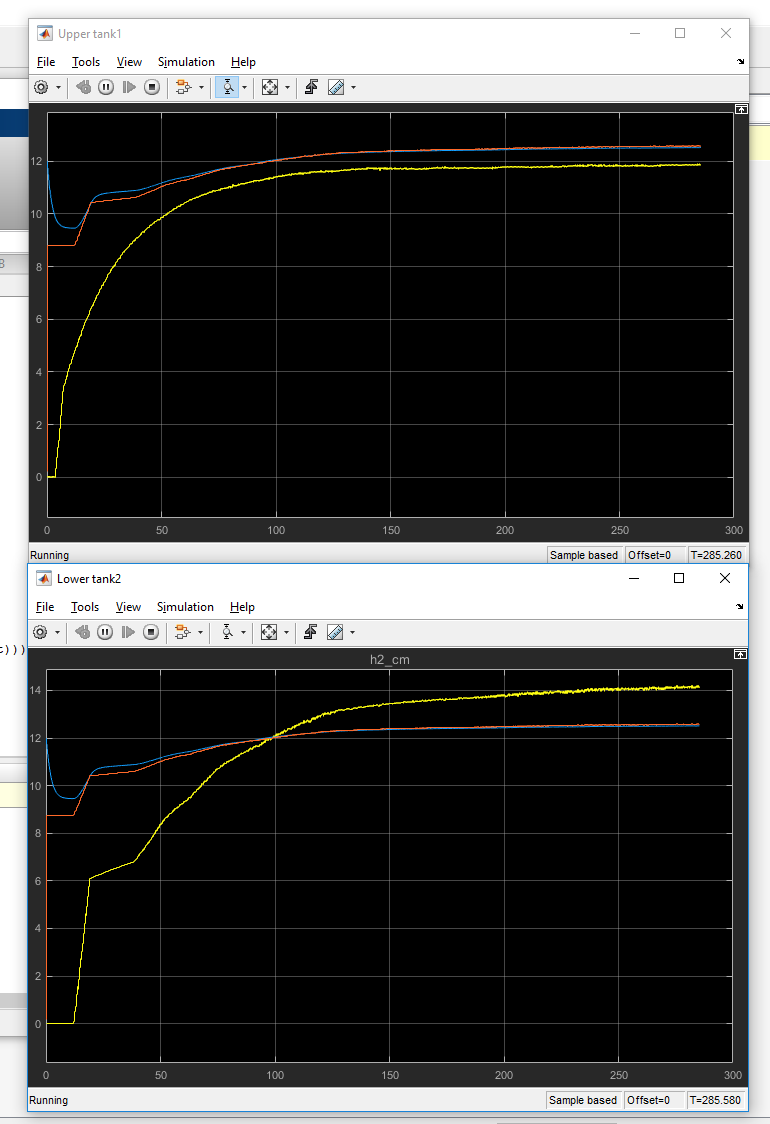 Upper tank1
File Tools View Simulation Help
12
10
8
6
4
2
0
0 50 100 150 200 250 300
Running Sample based Offset=0 T=285.260
8
Lower tank2
File Tools View Simulation Help
t)))
h2_cm
14
12
10
8
6
4
2
0
0 50 100 150 200 250 300
Running Sample based Offset=0 T=285.580